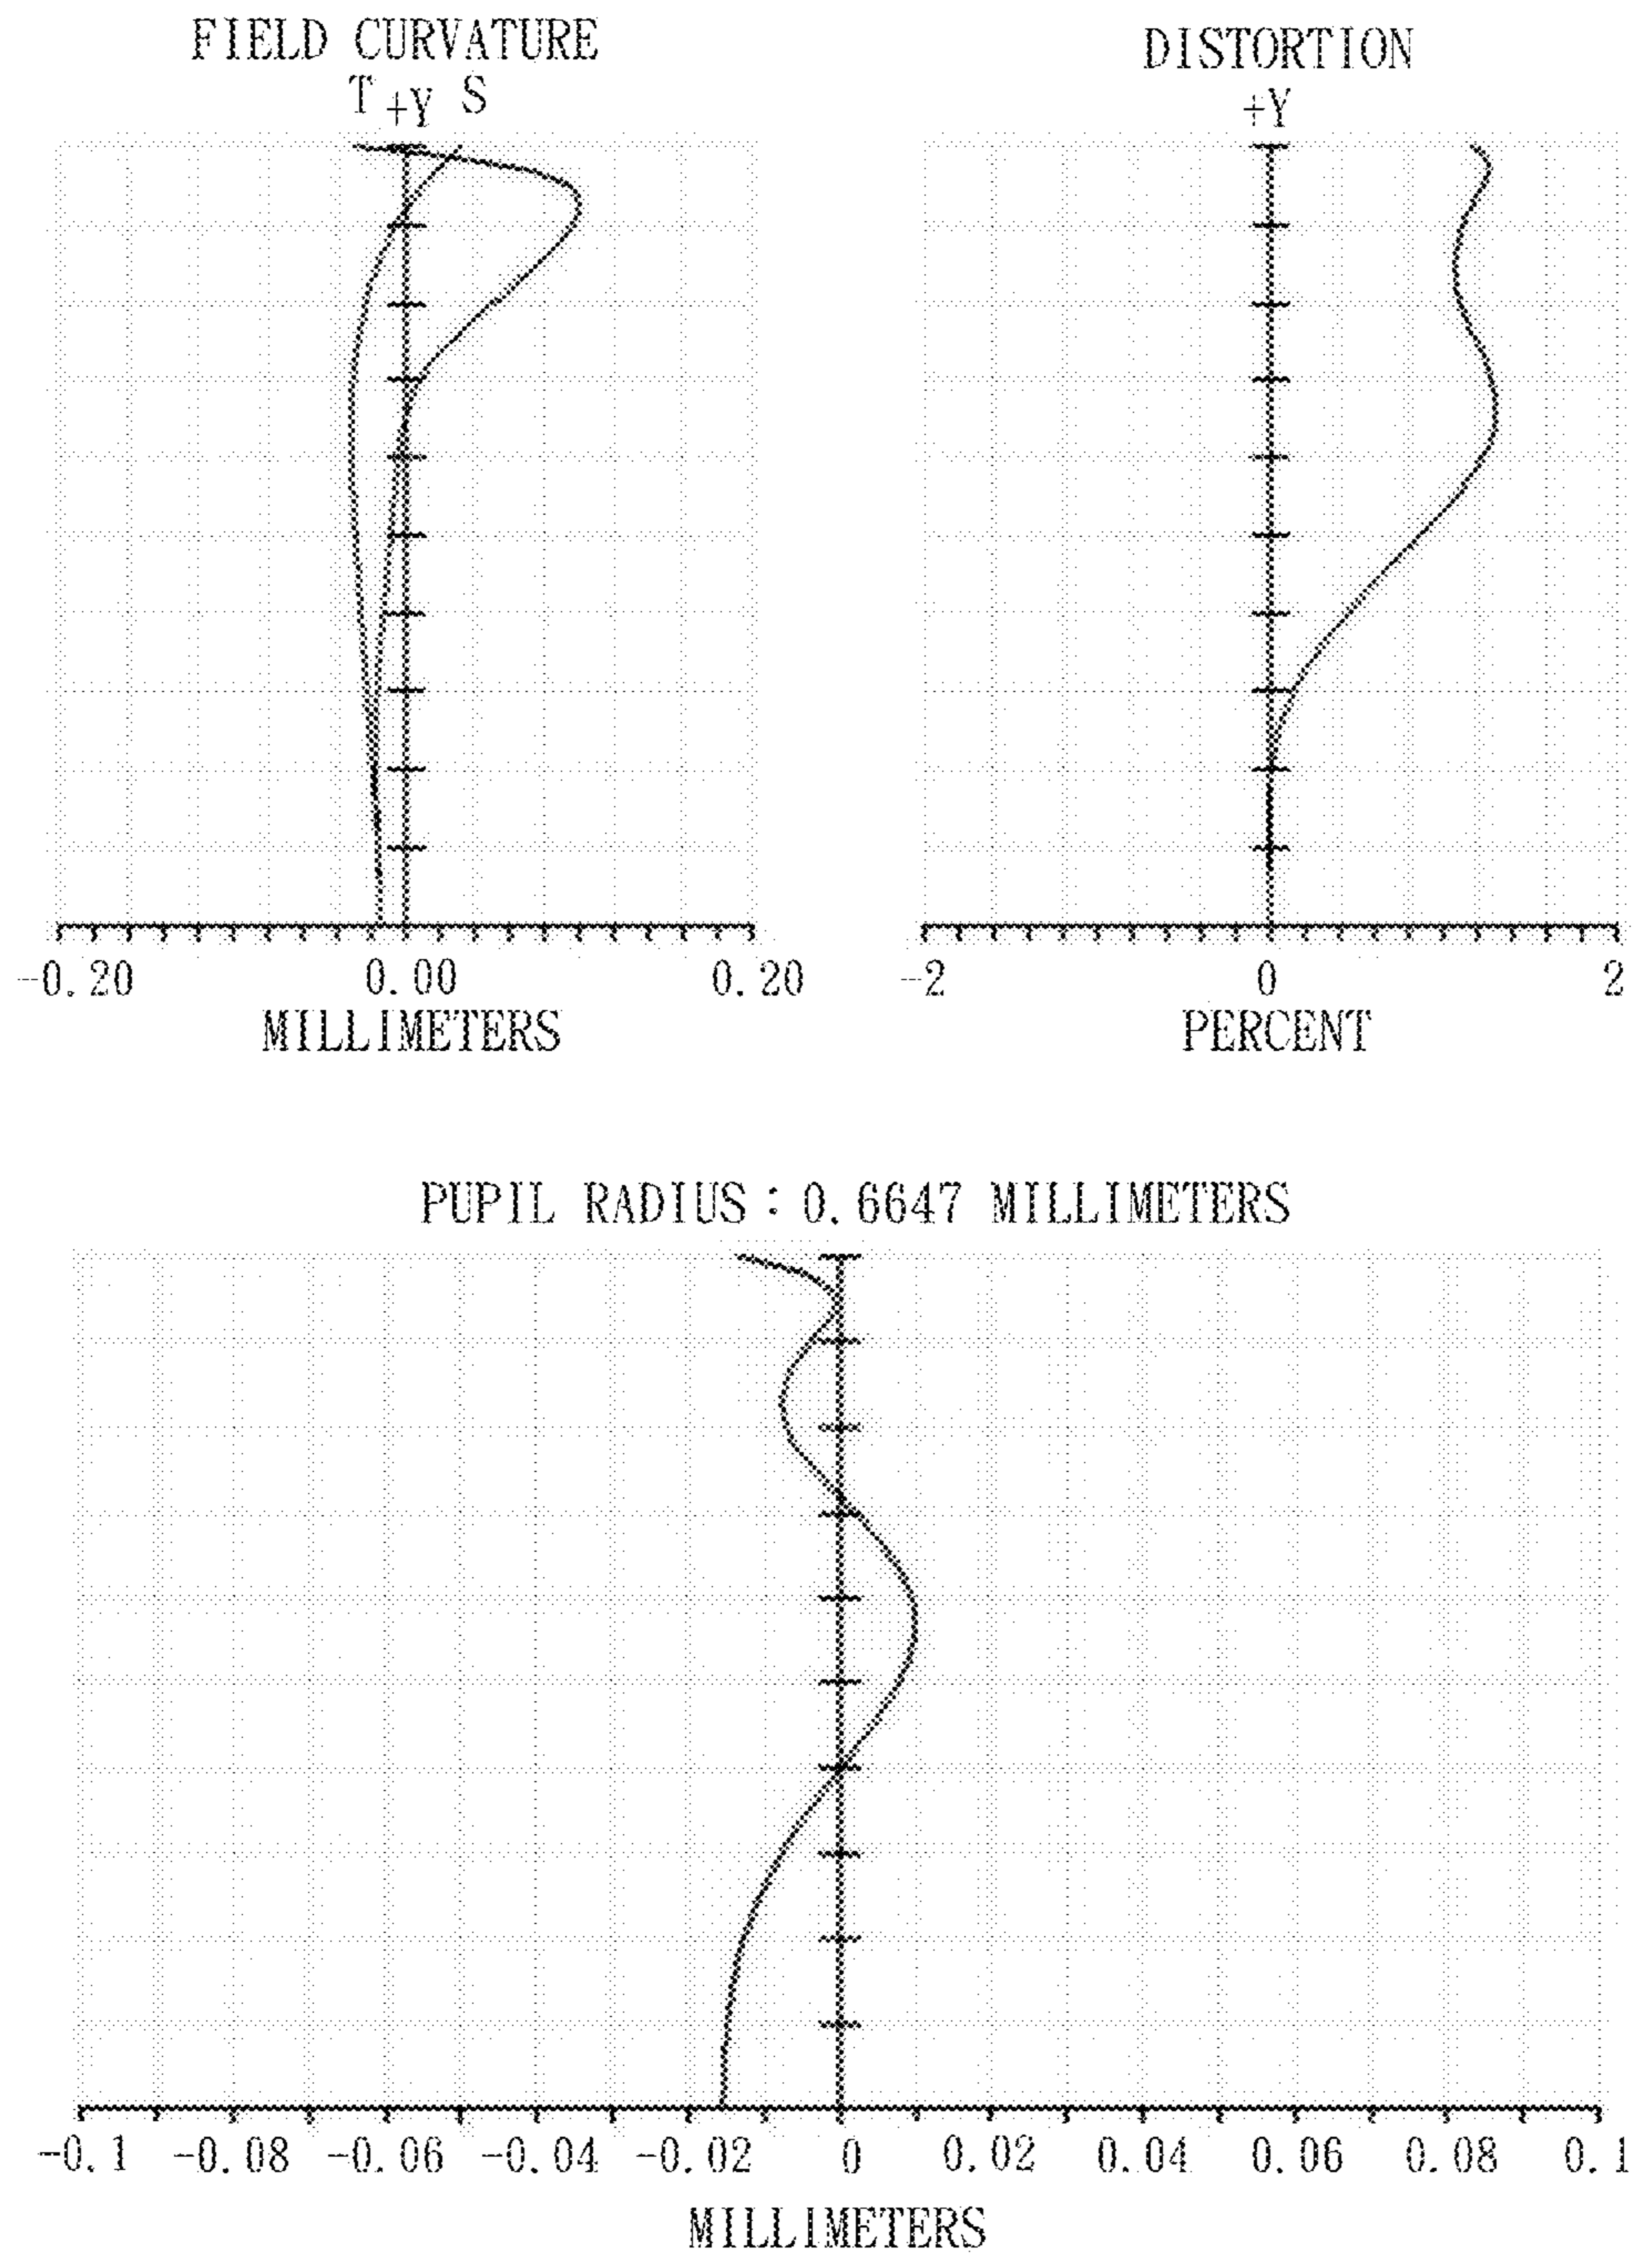 FIELD CURVATURE
T +Y S
-0.20 0.00 0.20
MILLIMETERS
DISTORTION
+Y
-2 0 2
PERCENT
PUPIL RADIUS : 0.6647 MILLIMETERS
-0.1 -0.08 -0.06 -0.04 -0.02 0 0.02 0.04 0.06 0.08 0.1
MILLIMETERS